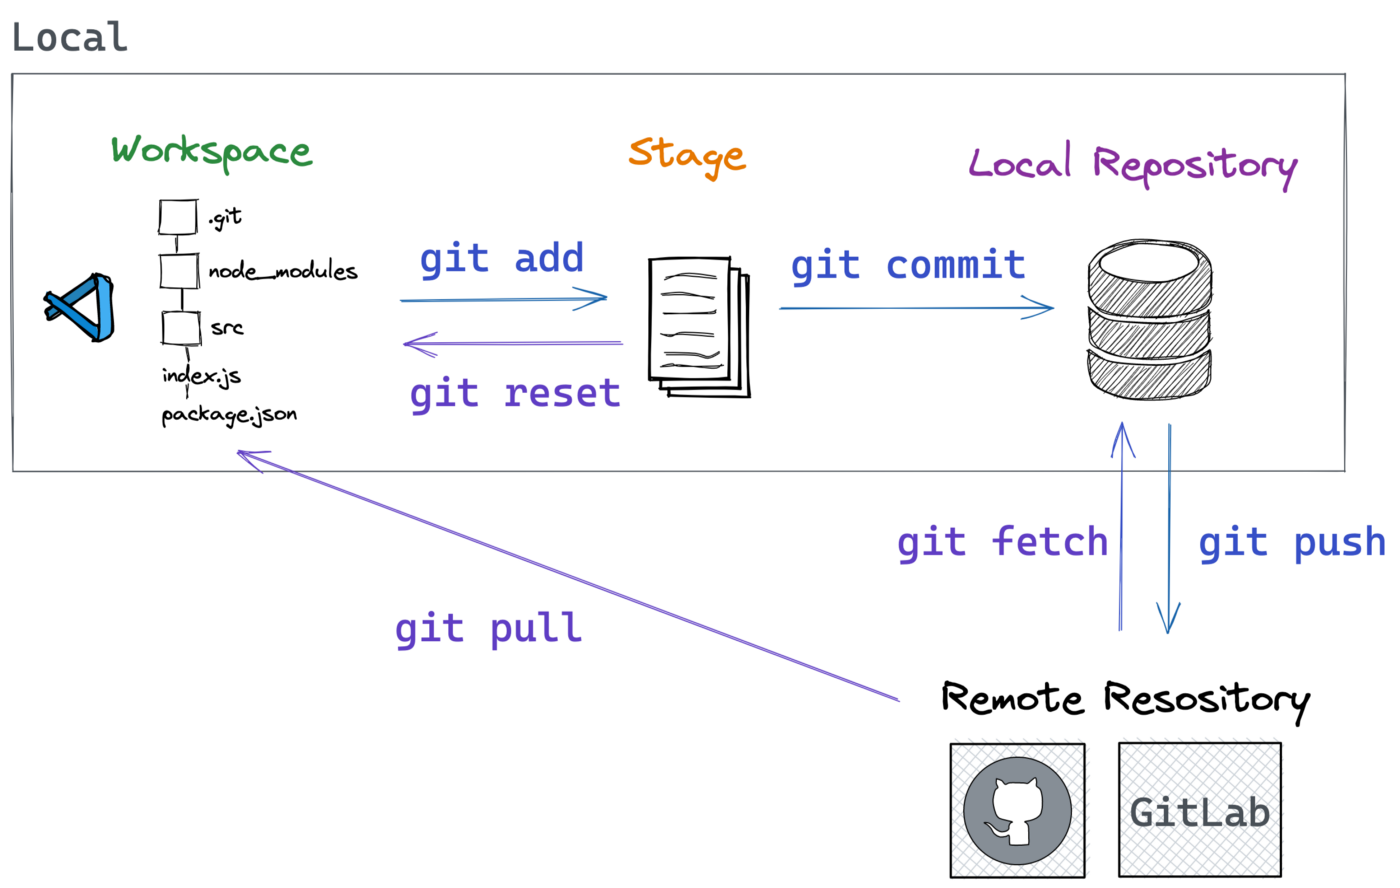 Local
Workspace
Stage
Local Repository
.git
node_modules
src
index.js
package.json
git add
git reset
git commit
git fetch
git push
git pull
Remote Resository
GitLab